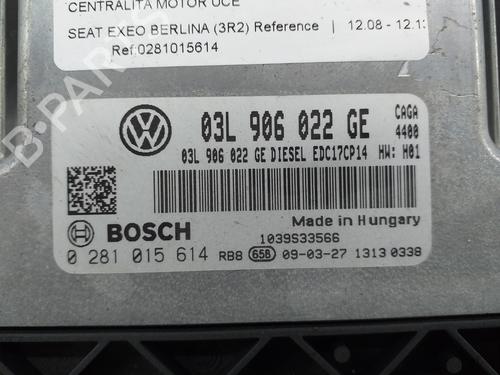 CENTRALITA MOTOR UCE
SEAT EXEO BERLINA (3R2) Reference | 12.08 - 12.13
Ref:0281015614
03L 906 022 GE CAGA
4400
03L 906 022 GE DIESEL EDC17CP14 HW: H01
Made in Hungary
BOSCH 1039S33566
0 281 015 614 RB8 65B 09-03-27 1313 0338